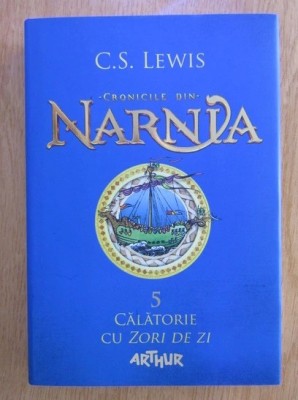 C.S. LEWIS
·CRONICILE DIN·
NARNIA
5
CĂLĂTORIE
CU ZORI DE ZI
ARTHUR